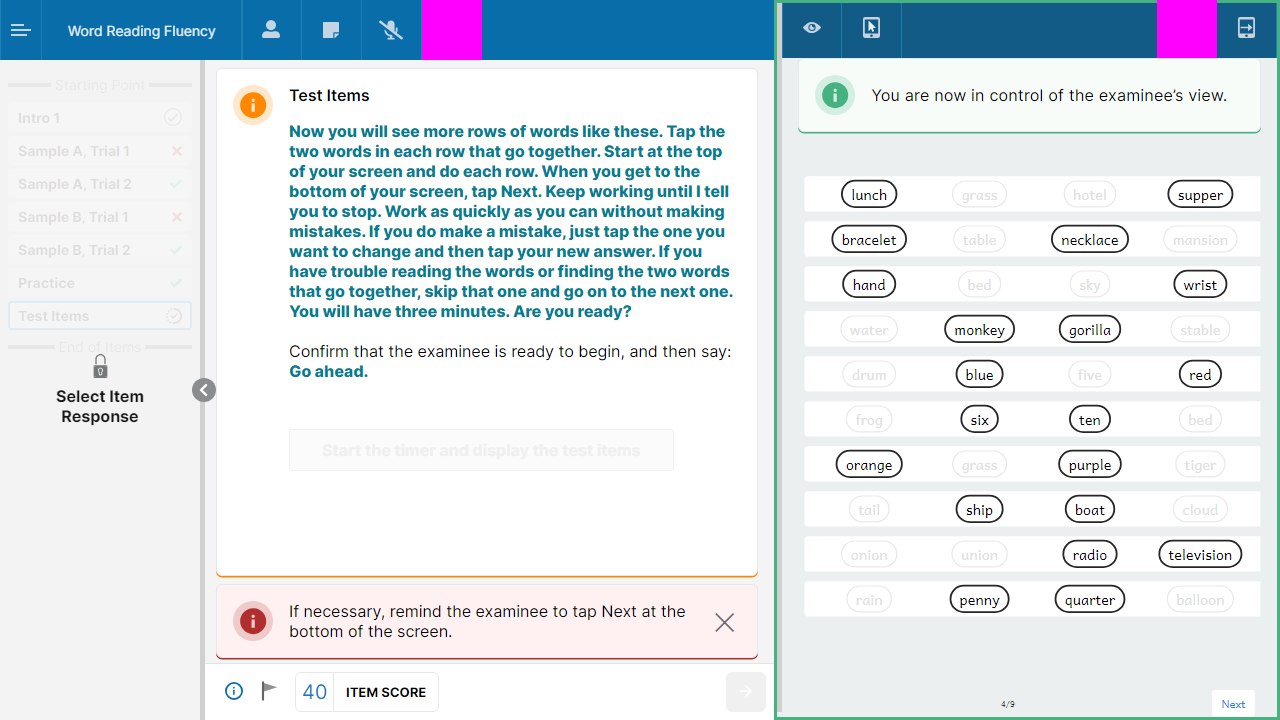 Word Reading Fluency
Starting Point
Intro 1
Sample A, Trial 1
Sample A, Trial 2
Sample B, Trial 1
Sample B, Trial 2
Practice
Test Items
End of Items
Select Item
Response
Test Items
Now you will see more rows of words like these. Tap the
two words in each row that go together. Start at the top
of your screen and do each row. When you get to the
bottom of your screen, tap Next. Keep working until I tell
you to stop. Work as quickly as you can without making
mistakes. If you do make a mistake, just tap the one you
want to change and then tap your new answer. If you
have trouble reading the words or finding the two words
that go together, skip that one and go on to the next one.
You will have three minutes. Are you ready?
Confirm that the examinee is ready to begin, and then say:
Go ahead.
Start the timer and display the test items
If necessary, remind the examinee to tap Next at the
bottom of the screen.
40 ITEM SCORE
You are now in control of the examinee's view.
lunch grass hotel supper
bracelet table necklace mansion
hand bed sky wrist
water monkey gorilla stable
drum blue five red
frog six ten bed
orange grass purple tiger
tail ship boat cloud
onion union radio television
rain penny quarter balloon
4/9
Next